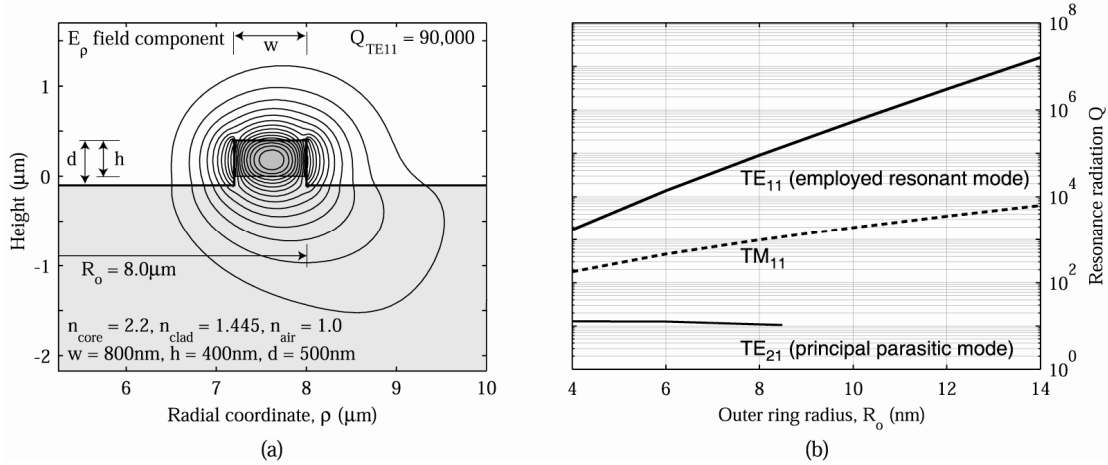 E_ρ field component
w
Q_TE11 = 90,000
d
h
R_o = 8.0μm
n_core = 2.2, n_clad = 1.445, n_air = 1.0
w = 800nm, h = 400nm, d = 500nm
1
0
-1
-2
Height (μm)
6
7
8
9
10
Radial coordinate, ρ (μm)
(a)
TE_11 (employed resonant mode)
TM_11
TE_21 (principal parasitic mode)
10^8
10^6
10^4
10^2
10^0
Resonance radiation Q
4
6
8
10
12
14
Outer ring radius, R_o (nm)
(b)